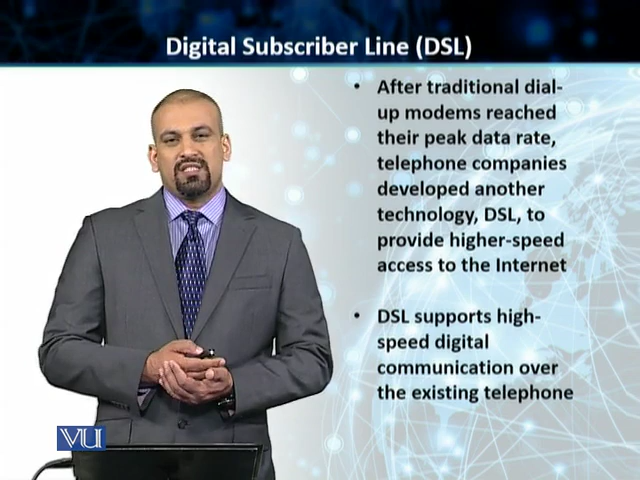 Digital Subscriber Line (DSL)
• After traditional dial-
up modems reached
their peak data rate,
telephone companies
developed another
technology, DSL, to
provide higher-speed
access to the Internet
• DSL supports high-
speed digital
communication over
the existing telephone
VU